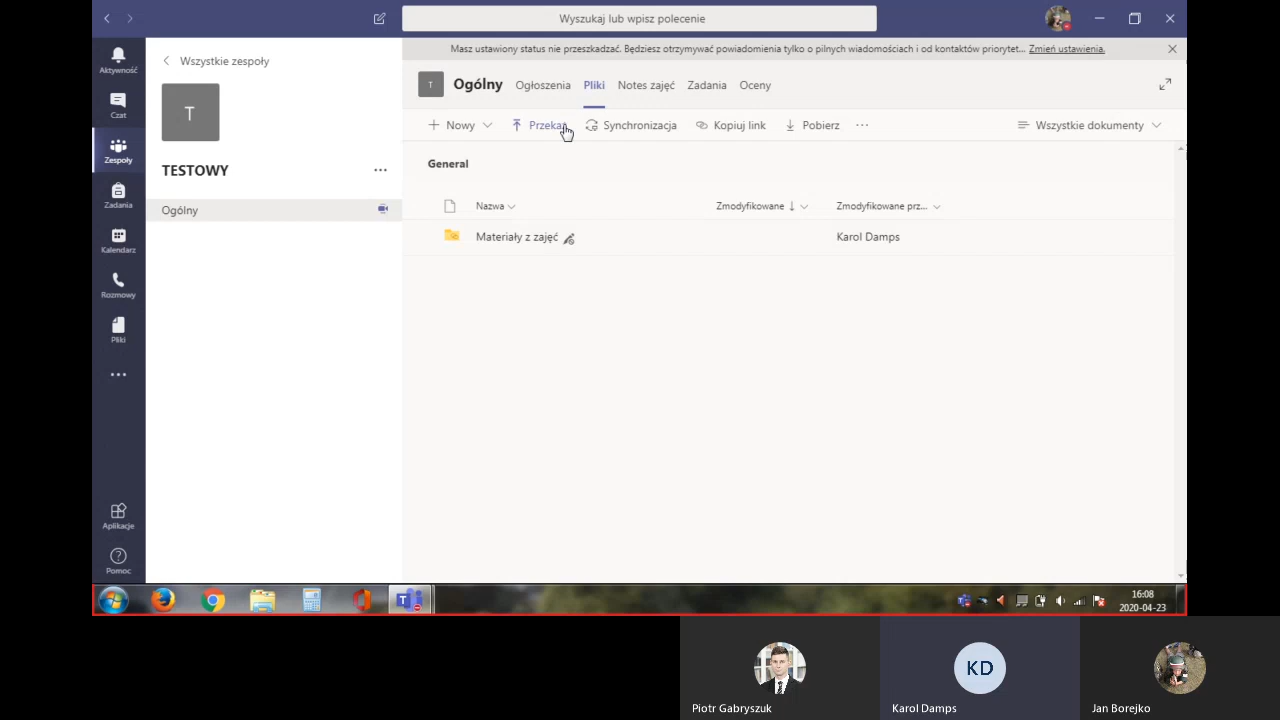 Wyszukaj lub wpisz polecenie
Masz ustawiony status nie przeszkadzać. Będziesz otrzymywać powiadomienia tylko o pilnych wiadomościach i od kontaktów priorytet... Zmień ustawienia.
Aktywność
Czat
Zespoły
Zadania
Kalendarz
Rozmowy
Pliki
Aplikacje
Pomoc
Wszystkie zespoły
T
TESTOWY
Ogólny
T Ogólny Ogłoszenia Pliki Notes zajęć Zadania Oceny
Nowy Przekaż Synchronizacja Kopiuj link Pobierz Wszystkie dokumenty
General
Nazwa Zmodyfikowane Zmodyfikowane prz...
Materiały z zajęć Karol Damps
16:08
2020-04-23
KD
Piotr Gabryszuk Karol Damps Jan Borejko